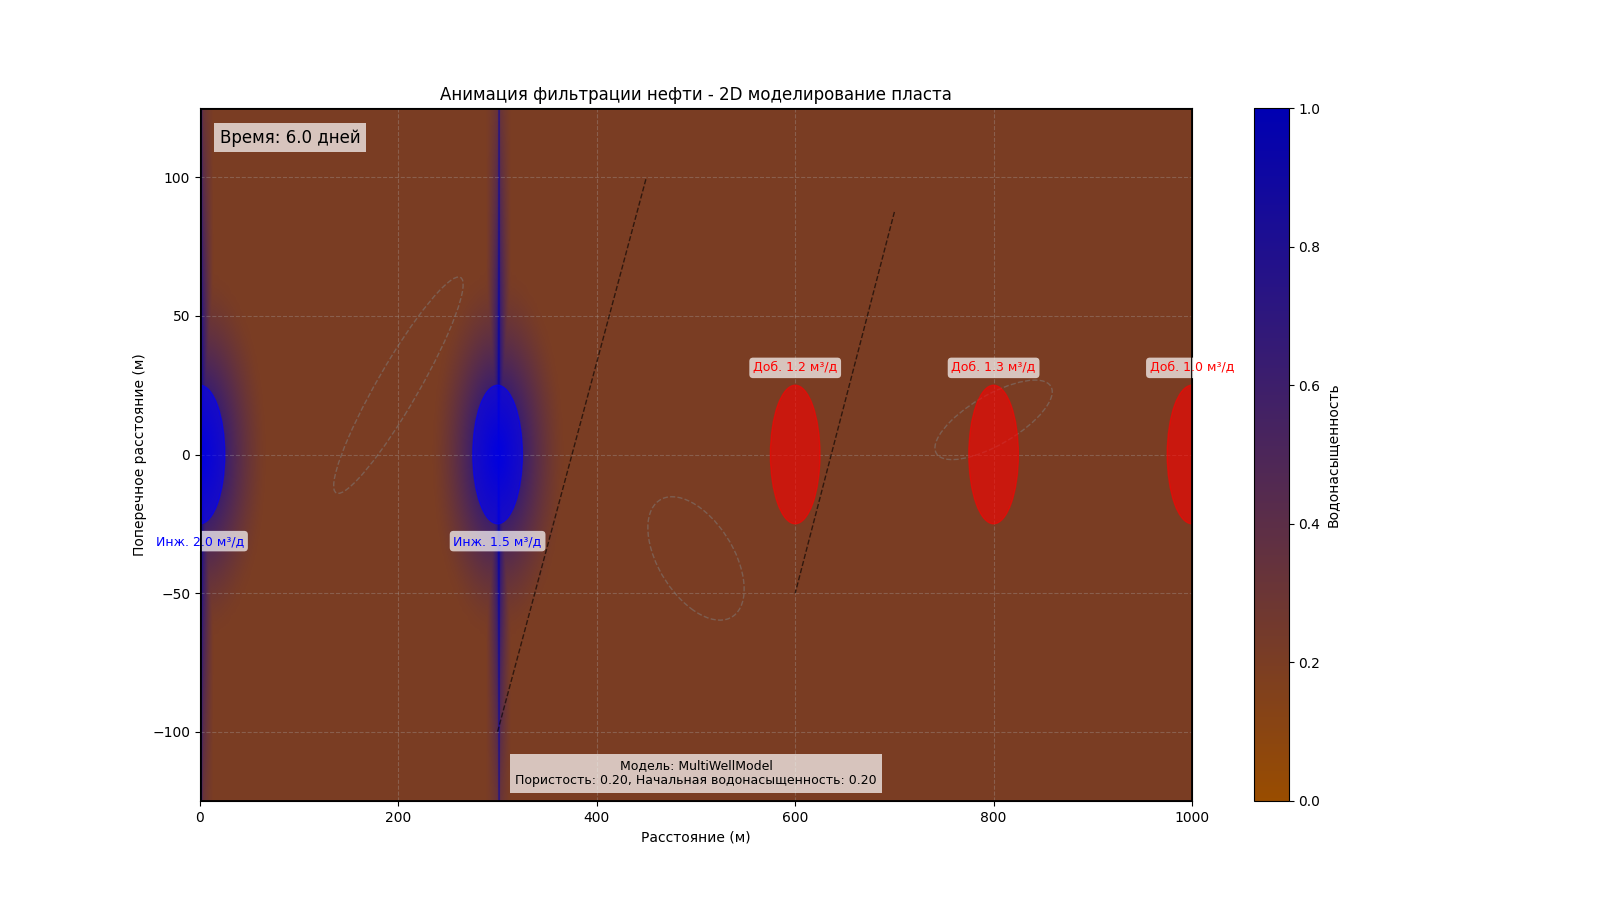 Анимация фильтрации нефти - 2D моделирование пласта
Время: 6.0 дней
100
50
0
−50
−100
Поперечное расстояние (м)
Доб. 1.2 м³/д
Доб. 1.3 м³/д
Доб. 1.0 м³/д
Инж. 2.0 м³/д
Инж. 1.5 м³/д
Модель: MultiWellModel
Пористость: 0.20, Начальная водонасыщенность: 0.20
0
200
400
600
800
1000
Расстояние (м)
1.0
0.8
0.6
0.4
0.2
0.0
Водонасыщенность